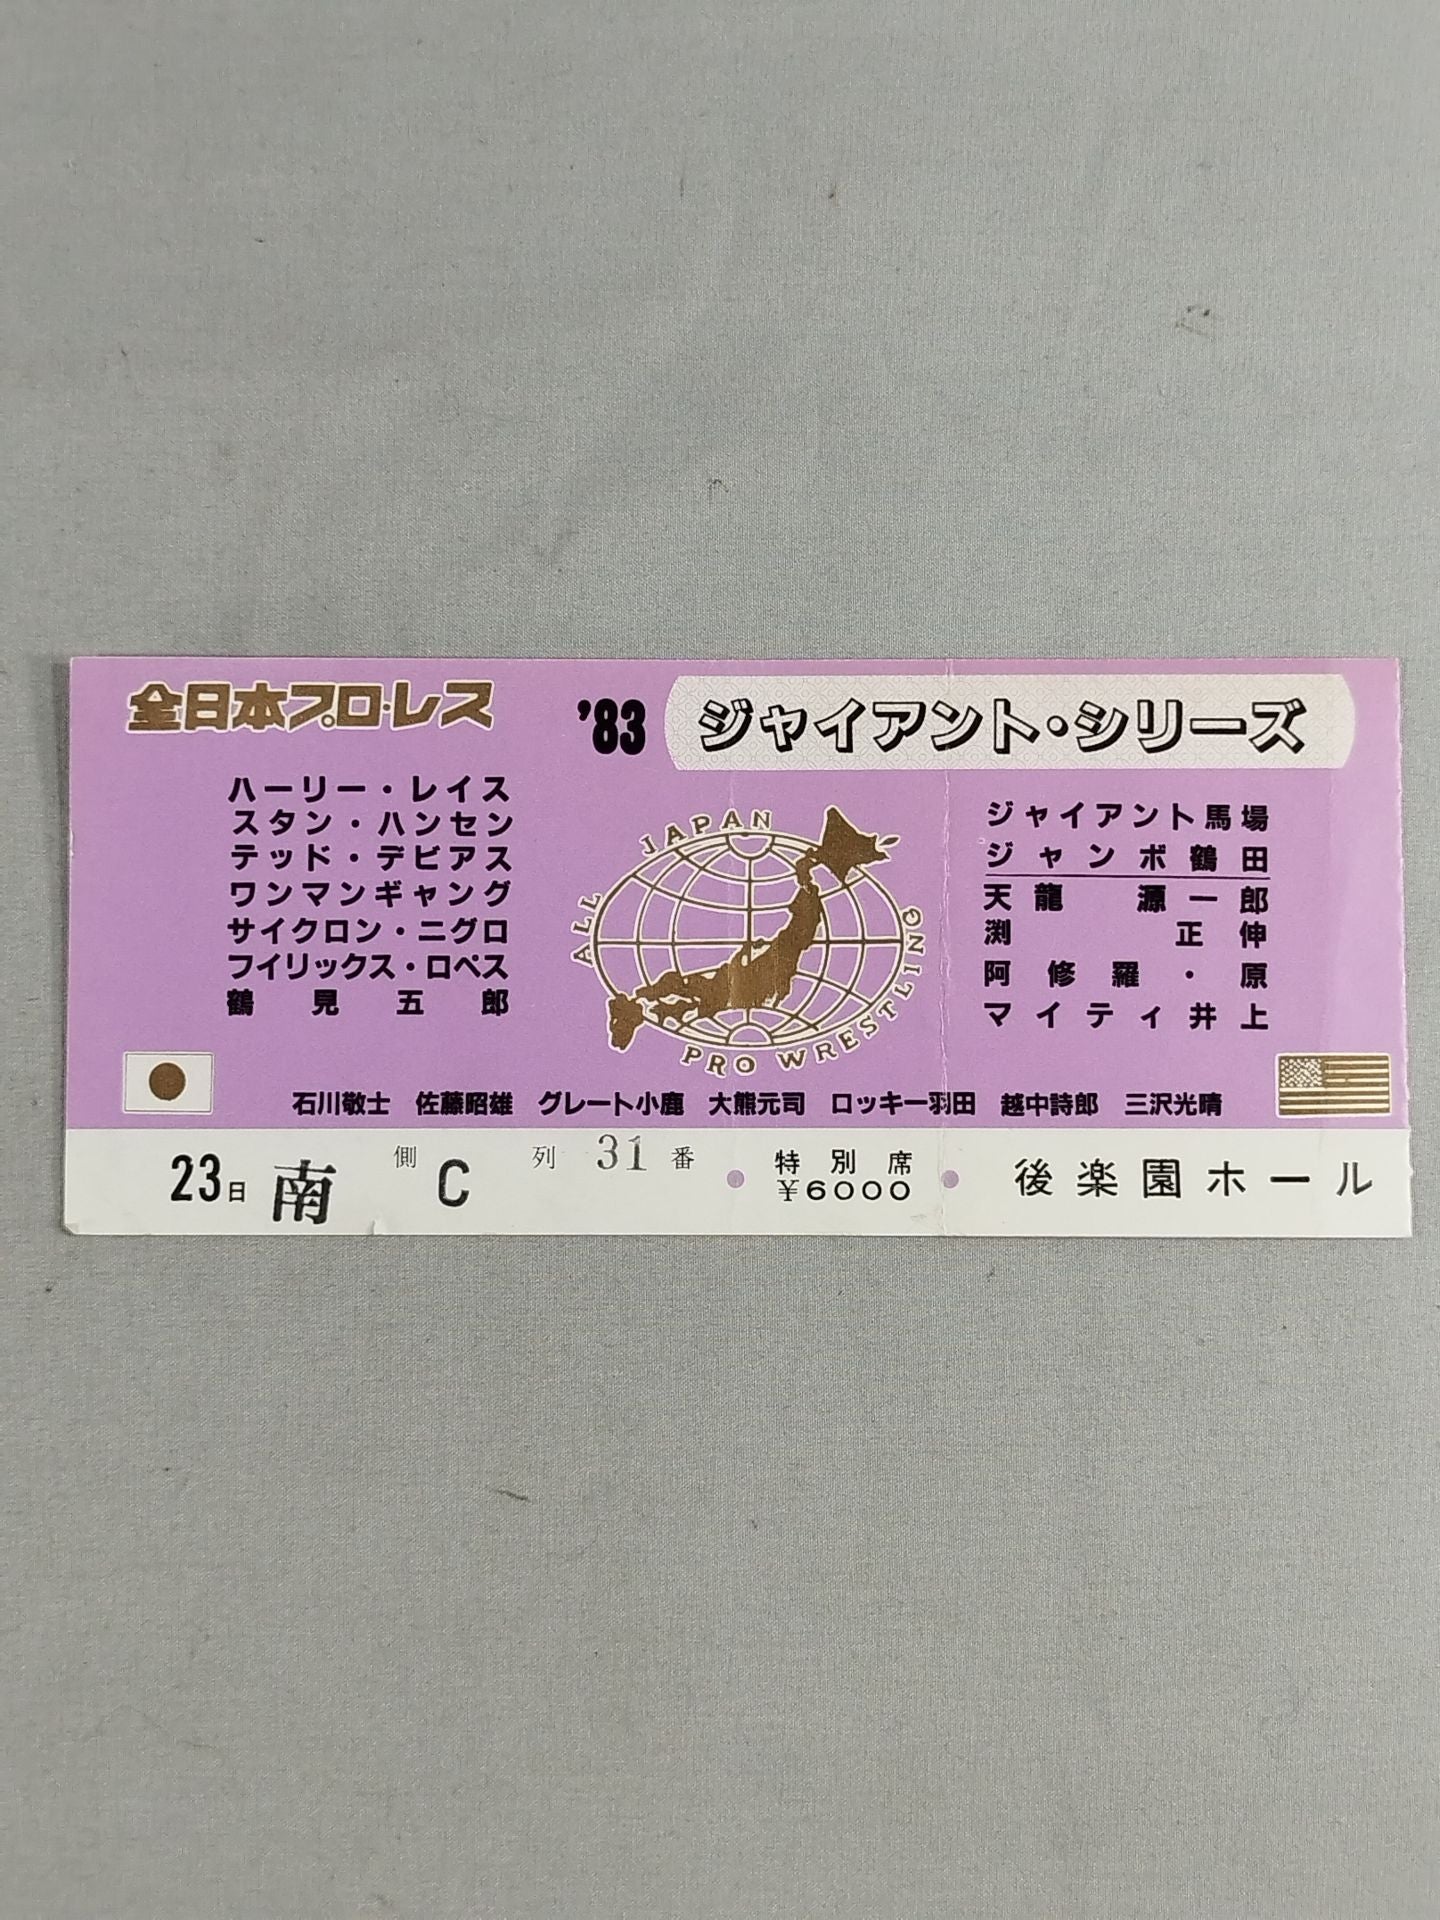 全日本プロ・レス
'83 ジャイアント・シリーズ
ハーリー・レイス
スタン・ハンセン
テッド・デビアス
ワンマンギャング
サイクロン・ニグロ
フイリックス・ロペス
鶴見五郎
ALL JAPAN PRO WRESTLING
ジャイアント馬場
ジャンボ鶴田
天龍源一郎
渕正伸
阿修羅・原
マイティ井上
石川敬士 佐藤昭雄 グレート小鹿 大熊元司 ロッキー羽田 越中詩郎 三沢光晴
23日 南 側 C 列 31 番 特別席 ¥6000 後楽園ホール